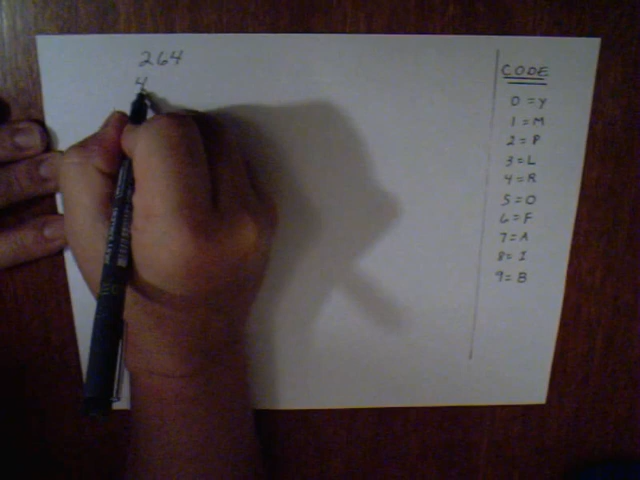 264
4
CODE
0 = Y
1 = M
2 = P
3 = L
4 = R
5 = O
6 = F
7 = A
8 = I
9 = B